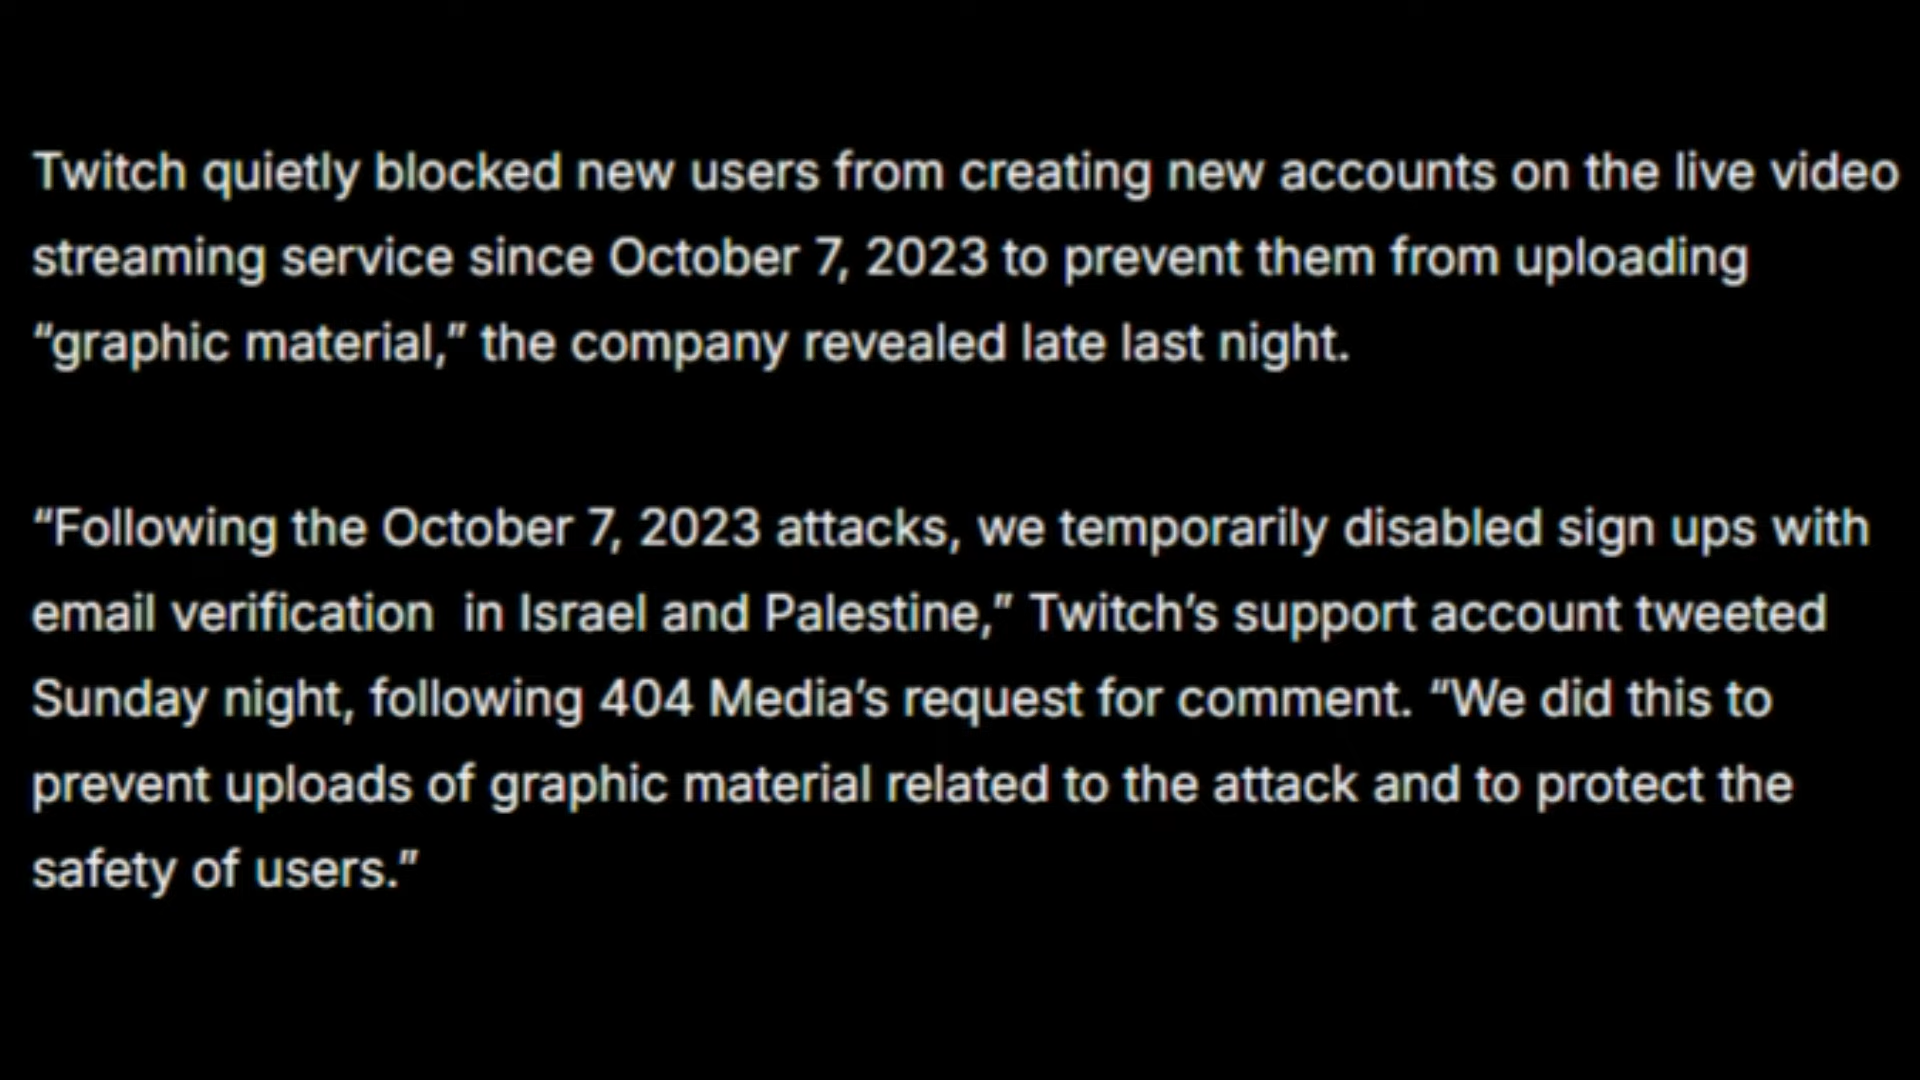 Twitch quietly blocked new users from creating new accounts on the live video
streaming service since October 7, 2023 to prevent them from uploading
“graphic material,” the company revealed late last night.
“Following the October 7, 2023 attacks, we temporarily disabled sign ups with
email verification  in Israel and Palestine,” Twitch’s support account tweeted
Sunday night, following 404 Media’s request for comment. “We did this to
prevent uploads of graphic material related to the attack and to protect the
safety of users.”